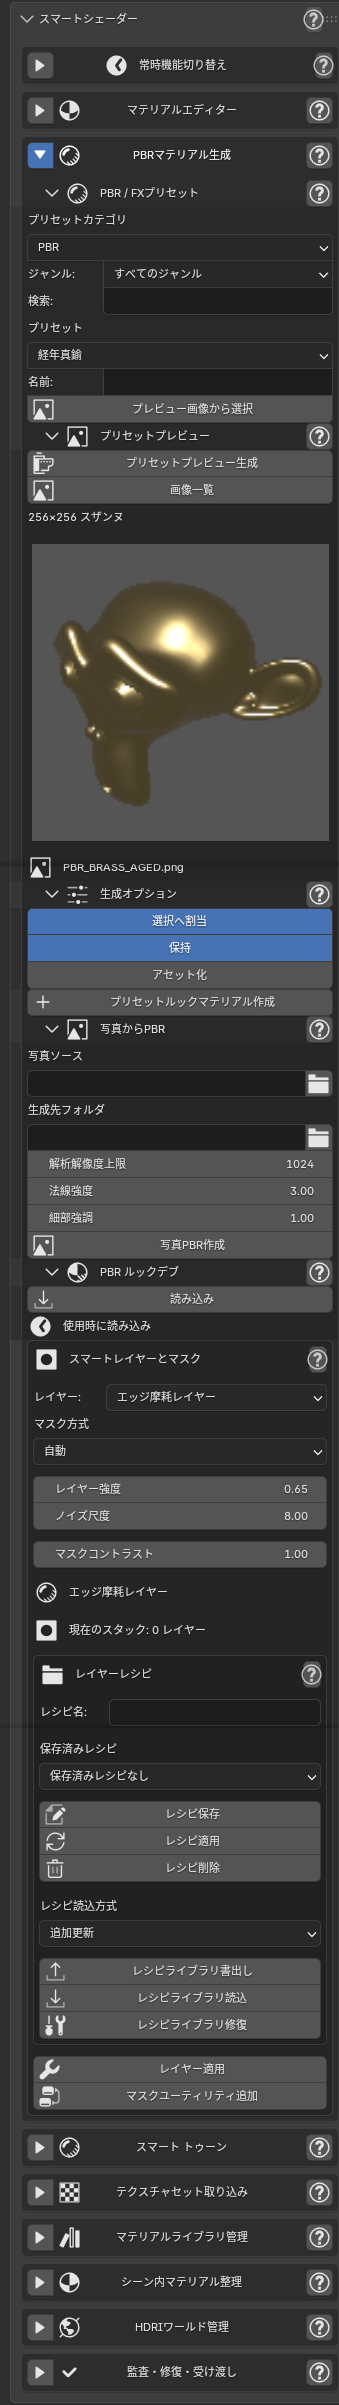 スマートシェーダー
常時機能切り替え
マテリアルエディター
PBRマテリアル生成
PBR / FXプリセット
プリセットカテゴリ
PBR
ジャンル: すべてのジャンル
検索:
プリセット
経年真鍮
名前:
プレビュー画像から選択
プリセットプレビュー
プリセットプレビュー生成
画像一覧
256×256 スザンヌ
PBR_BRASS_AGED.png
生成オプション
選択へ割当
保持
アセット化
プリセットルックマテリアル作成
写真からPBR
写真ソース
生成先フォルダ
解析解像度上限 1024
法線強度 3.00
細部強調 1.00
写真PBR作成
PBR ルックデブ
読み込み
使用時に読み込み
スマートレイヤーとマスク
レイヤー: エッジ摩耗レイヤー
マスク方式
自動
レイヤー強度 0.65
ノイズ尺度 8.00
マスクコントラスト 1.00
エッジ摩耗レイヤー
現在のスタック: 0 レイヤー
レイヤーレシピ
レシピ名:
保存済みレシピ
保存済みレシピなし
レシピ保存
レシピ適用
レシピ削除
レシピ読込方式
追加更新
レシピライブラリ書出し
レシピライブラリ読込
レシピライブラリ修復
レイヤー適用
マスクユーティリティ追加
スマート トゥーン
テクスチャセット取り込み
マテリアルライブラリ管理
シーン内マテリアル整理
HDRIワールド管理
監査・修復・受け渡し